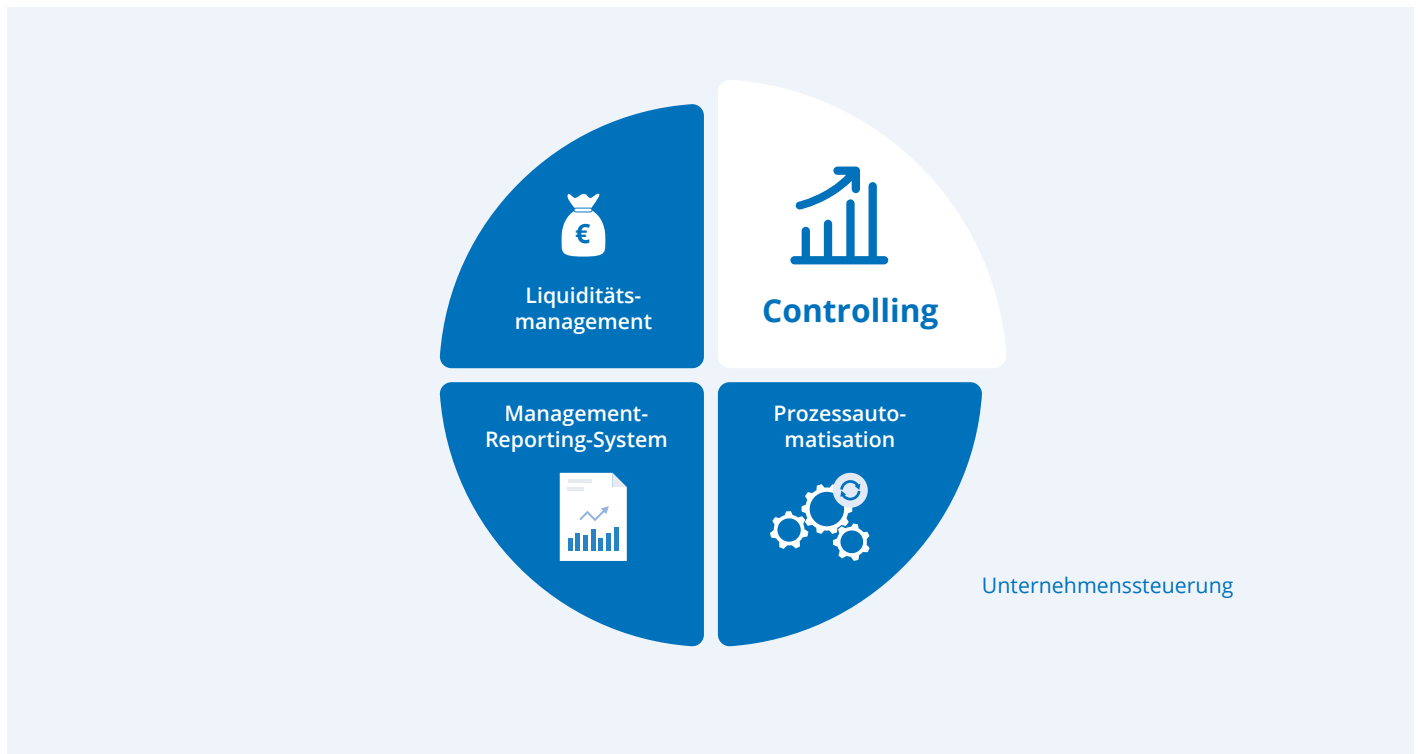 €
Liquiditäts-
management
Controlling
Management-
Reporting-System
Prozessauto-
matisation
Unternehmenssteuerung